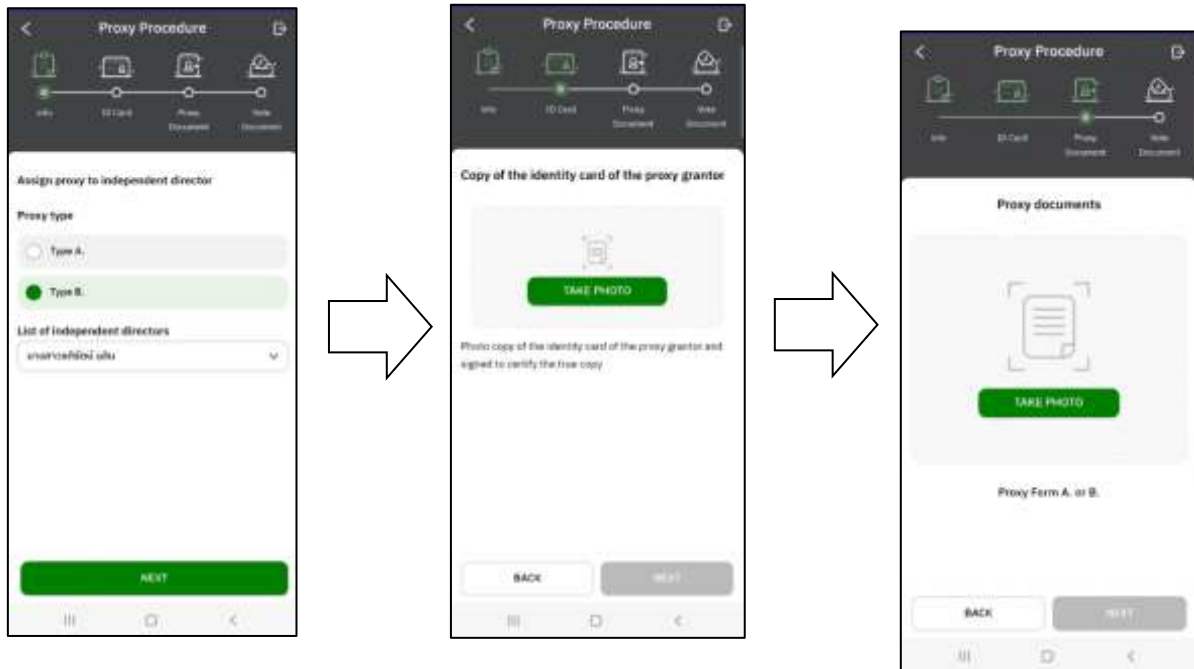 Proxy Procedure
Info
ID Card
Proxy
Document
Vote
Document
Assign proxy to independent director
Proxy type
Type A.
Type B.
List of independent directors
NEXT
Proxy Procedure
Info
ID Card
Proxy
Document
Vote
Document
Copy of the identity card of the proxy grantor
TAKE PHOTO
Photo copy of the identity card of the proxy grantor and
signed to certify the true copy
BACK
NEXT
Proxy Procedure
Info
ID Card
Proxy
Document
Vote
Document
Proxy documents
TAKE PHOTO
Proxy Form A. or B.
BACK
NEXT